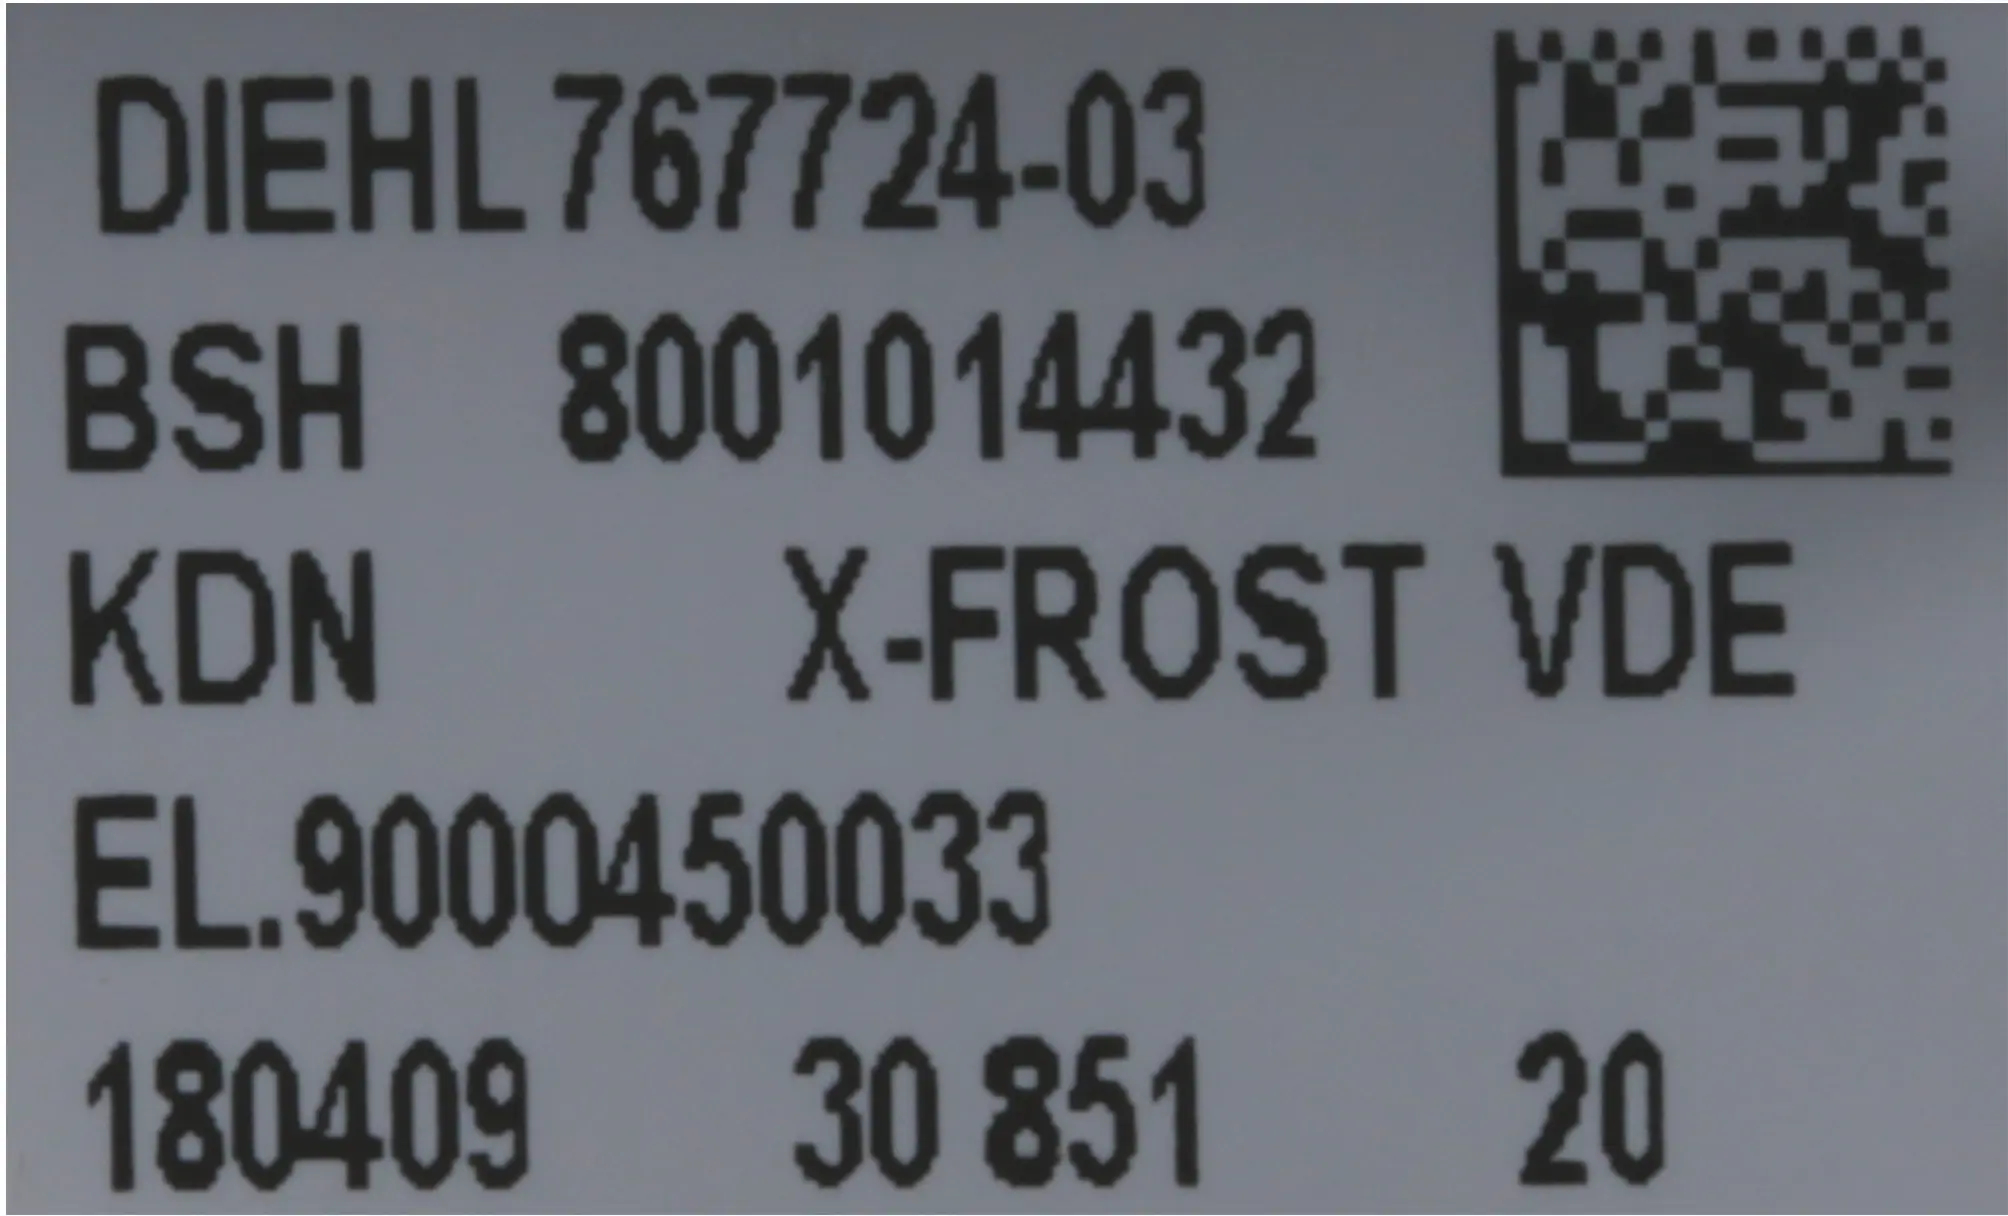 DIEHL 767724-03
BSH 8001014432
KDN X-FROST VDE
EL.9000450033
180409 30 851 20